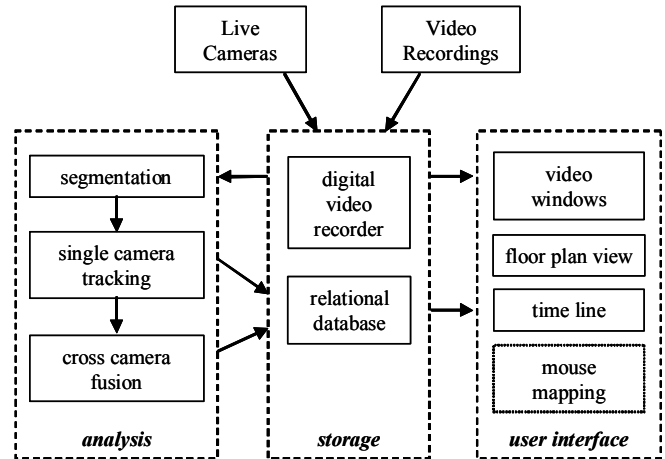 Live
Cameras
Video
Recordings
segmentation
single camera
tracking
cross camera
fusion
analysis
digital
video
recorder
relational
database
storage
video
windows
floor plan view
time line
mouse
mapping
user interface